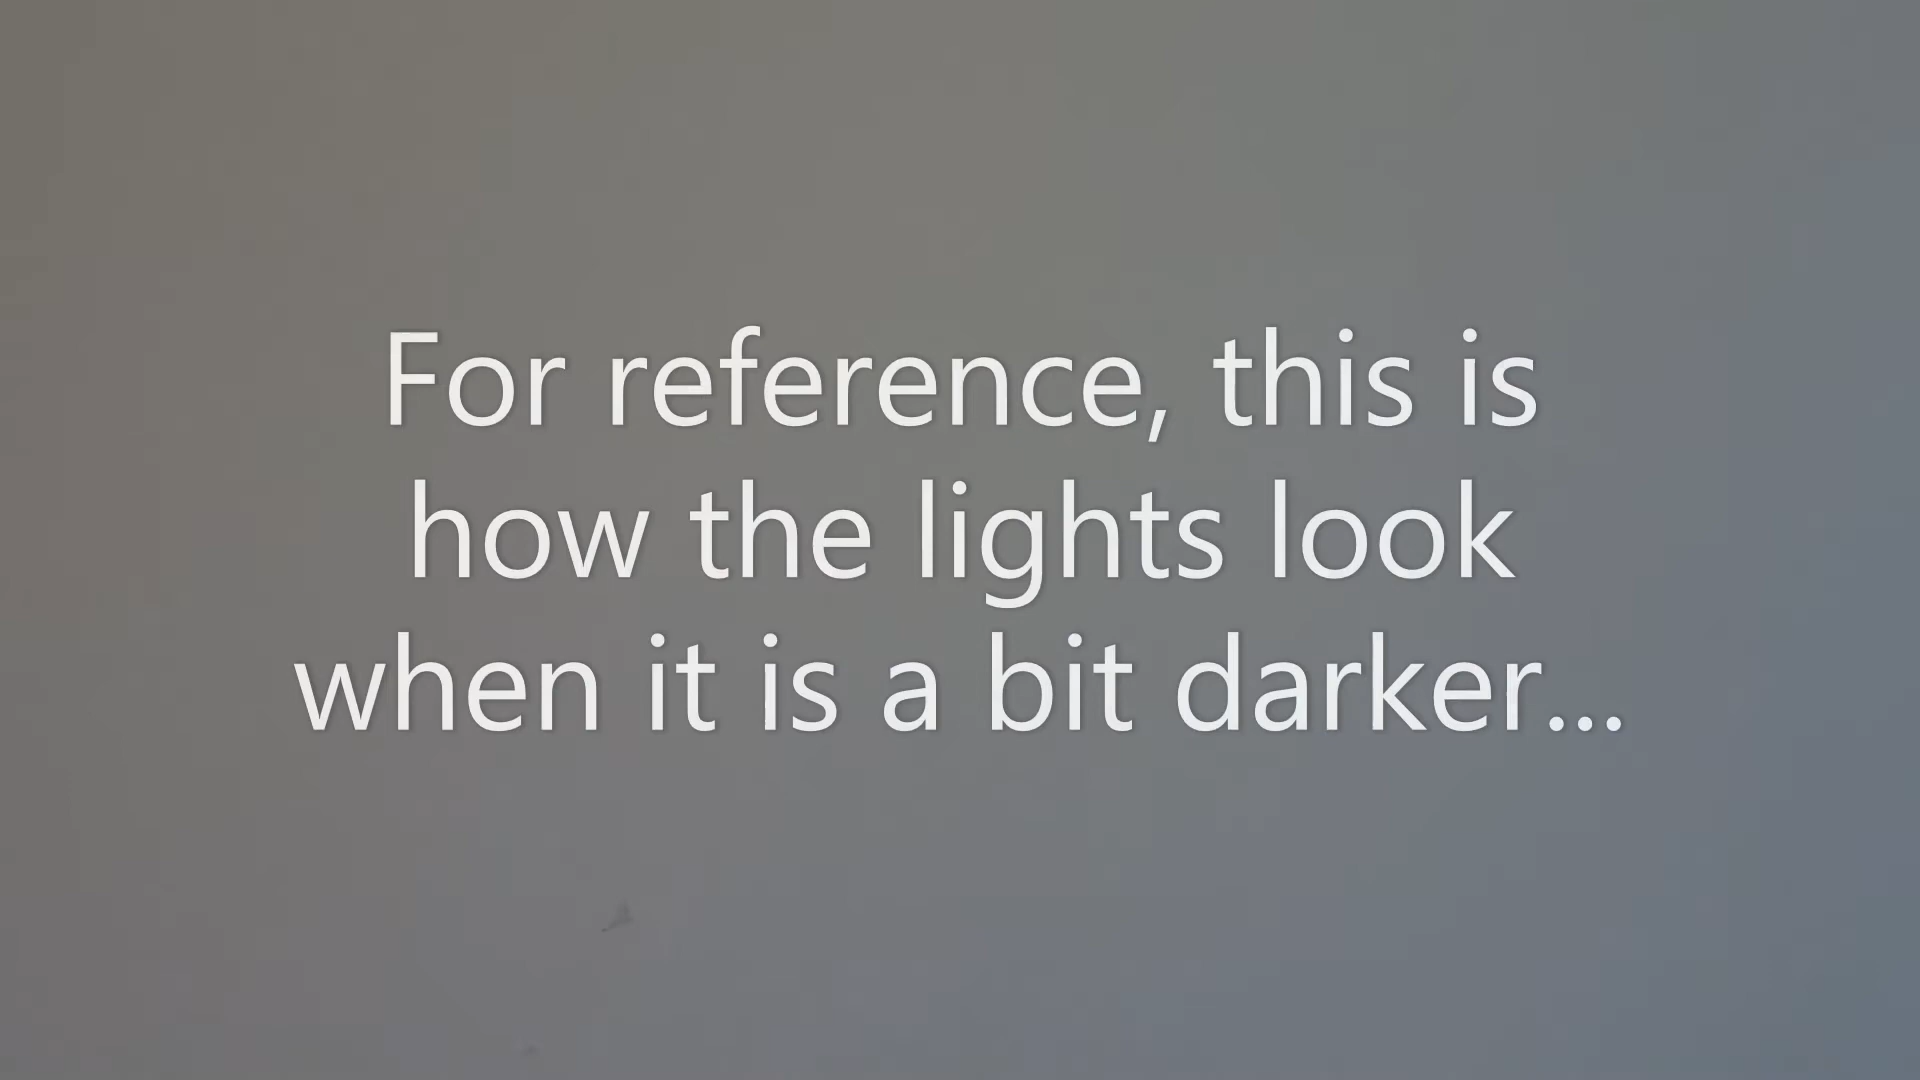 For reference, this is
how the lights look
when it is a bit darker...